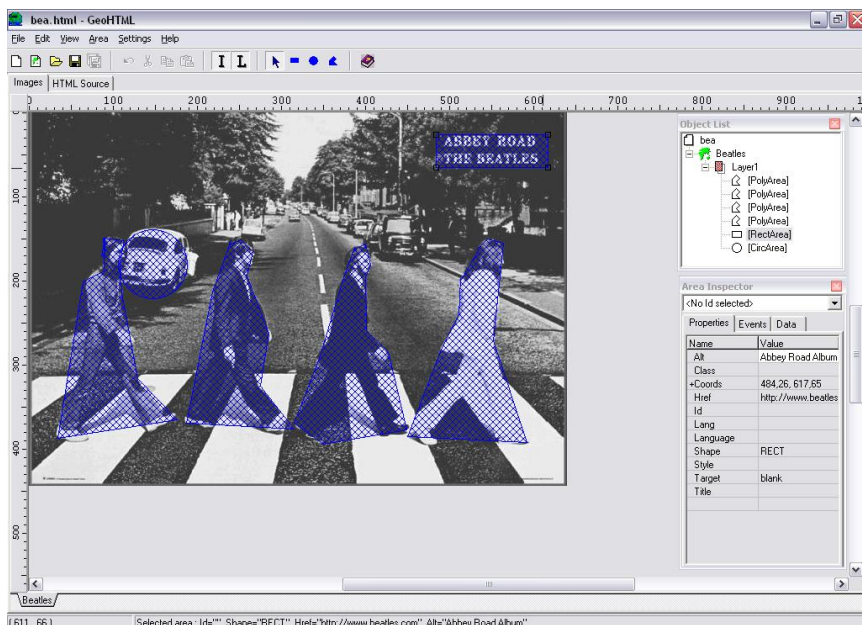 bea.html - GeoHTML
File Edit View Area Settings Help
Images HTML Source
0 100 200 300 400 500 600 700 800 900
0
100
200
300
400
500
ABBEY ROAD
THE BEATLES
Object List
bea
Beatles
Layer1
[PolyArea]
[PolyArea]
[PolyArea]
[PolyArea]
[RectArea]
[CircArea]
Area Inspector
<No Id selected>
Properties Events Data
Name Value
Alt Abbey Road Album
Class
+Coords 484,26, 617,65
Href http://www.beatles
Id
Lang
Language
Shape RECT
Style
Target blank
Title
Beatles
(611, 66) Selected area : Id="" Shape="RECT" Href="http://www.beatles.com" Alt="Abbey Road Album"